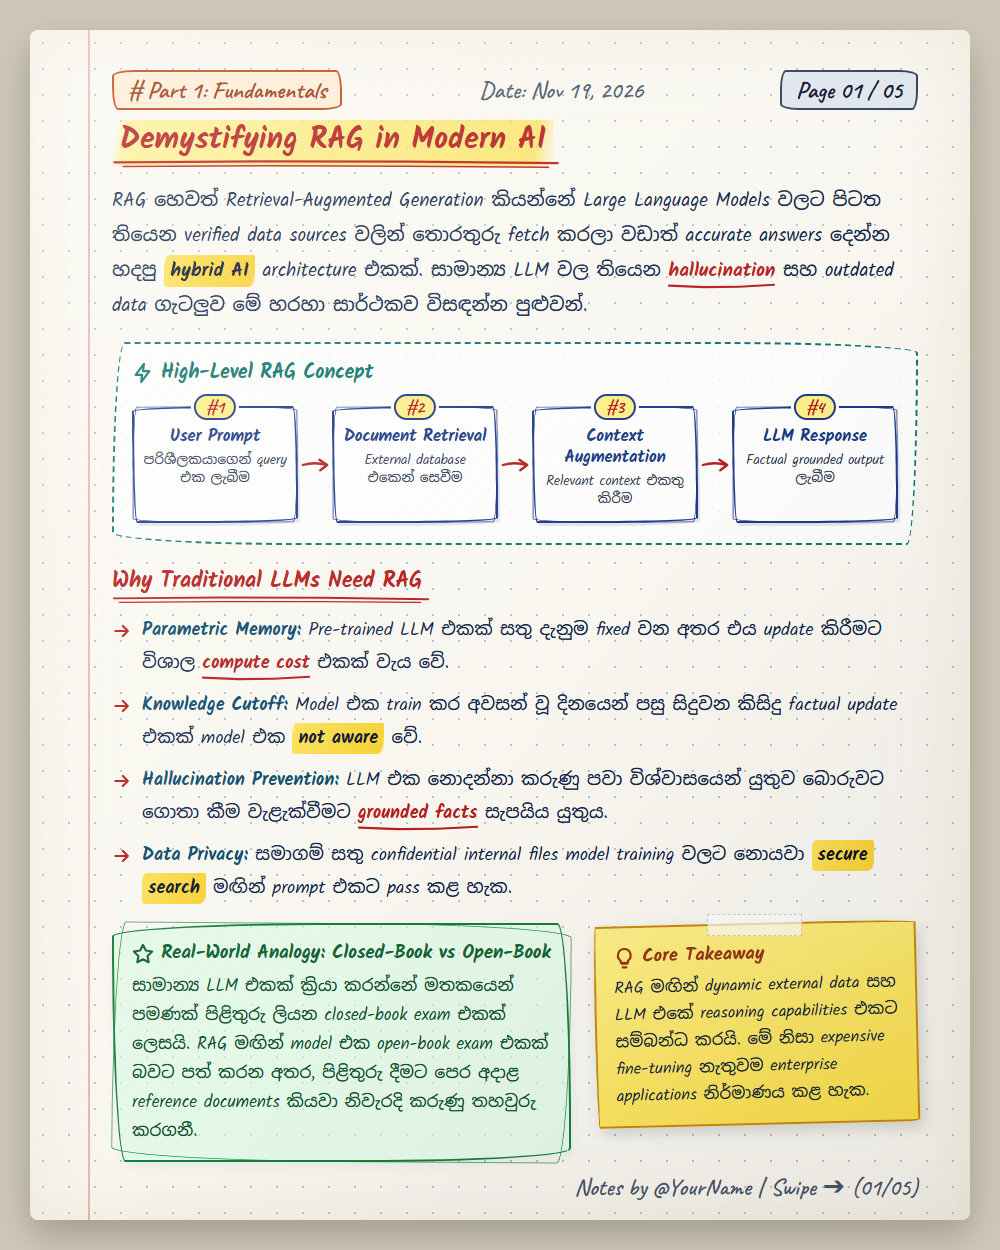 # Part 1: Fundamentals
Date: Nov 19, 2026
Page 01 / 05
Demystifying RAG in Modern AI
RAG හෙවත් Retrieval-Augmented Generation කියන්නේ Large Language Models වලට පිටත
තියෙන verified data sources වලින් තොරතුරු fetch කරලා වඩාත් accurate answers දෙන්න
හදපු hybrid AI architecture එකක්. සාමාන්‍ය LLM වල තියෙන hallucination සහ outdated
data ගැටලුව මේ හරහා සාර්ථකව විසඳන්න පුළුවන්.
High-Level RAG Concept
#1
User Prompt
පරිශීලකයාගෙන් query
එක ලැබීම
#2
Document Retrieval
External database
එකෙන් සෙවීම
#3
Context
Augmentation
Relevant context එකතු
කිරීම
#4
LLM Response
Factual grounded output
ලැබීම
Why Traditional LLMs Need RAG
→ Parametric Memory: Pre-trained LLM එකක් සතු දැනුම fixed වන අතර එය update කිරීමට
විශාල compute cost එකක් වැය වේ.
→ Knowledge Cutoff: Model එක train කර අවසන් වූ දිනයෙන් පසු සිදුවන කිසිදු factual update
එකක් model එක not aware වේ.
→ Hallucination Prevention: LLM එක නොදන්නා කරුණු පවා විශ්වාසයෙන් යුතුව බොරුවට
ගොතා කීම වැළැක්වීමට grounded facts සැපයිය යුතුය.
→ Data Privacy: සමාගම් සතු confidential internal files model training වලට නොයවා secure
search මඟින් prompt එකට pass කළ හැක.
Real-World Analogy: Closed-Book vs Open-Book
සාමාන්‍ය LLM එකක් ක්‍රියා කරන්නේ මතකයෙන්
පමණක් පිළිතුරු ලියන closed-book exam එකක්
ලෙසයි. RAG මඟින් model එක open-book exam එකක්
බවට පත් කරන අතර, පිළිතුරු දීමට පෙර අදාළ
reference documents කියවා නිවැරදි කරුණු තහවුරු
කරගනී.
Core Takeaway
RAG මඟින් dynamic external data සහ
LLM එකේ reasoning capabilities එකට
සම්බන්ධ කරයි. මේ නිසා expensive
fine-tuning නැතුවම enterprise
applications නිර්මාණය කළ හැක.
Notes by @YourName | Swipe ➔ (01/05)